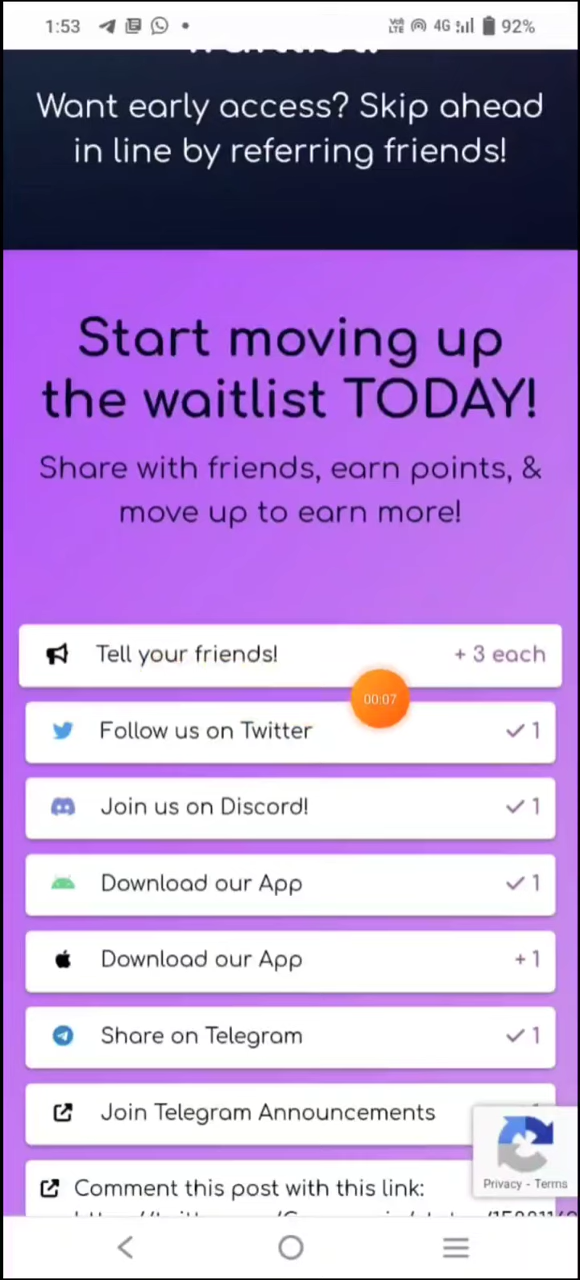 1:53 4G 92%
waitlist!
Want early access? Skip ahead
in line by referring friends!
Start moving up
the waitlist TODAY!
Share with friends, earn points, &
move up to earn more!
Tell your friends! + 3 each
00:07
Follow us on Twitter ✓ 1
Join us on Discord! ✓ 1
Download our App ✓ 1
Download our App + 1
Share on Telegram ✓ 1
Join Telegram Announcements
Privacy - Terms
Comment this post with this link: